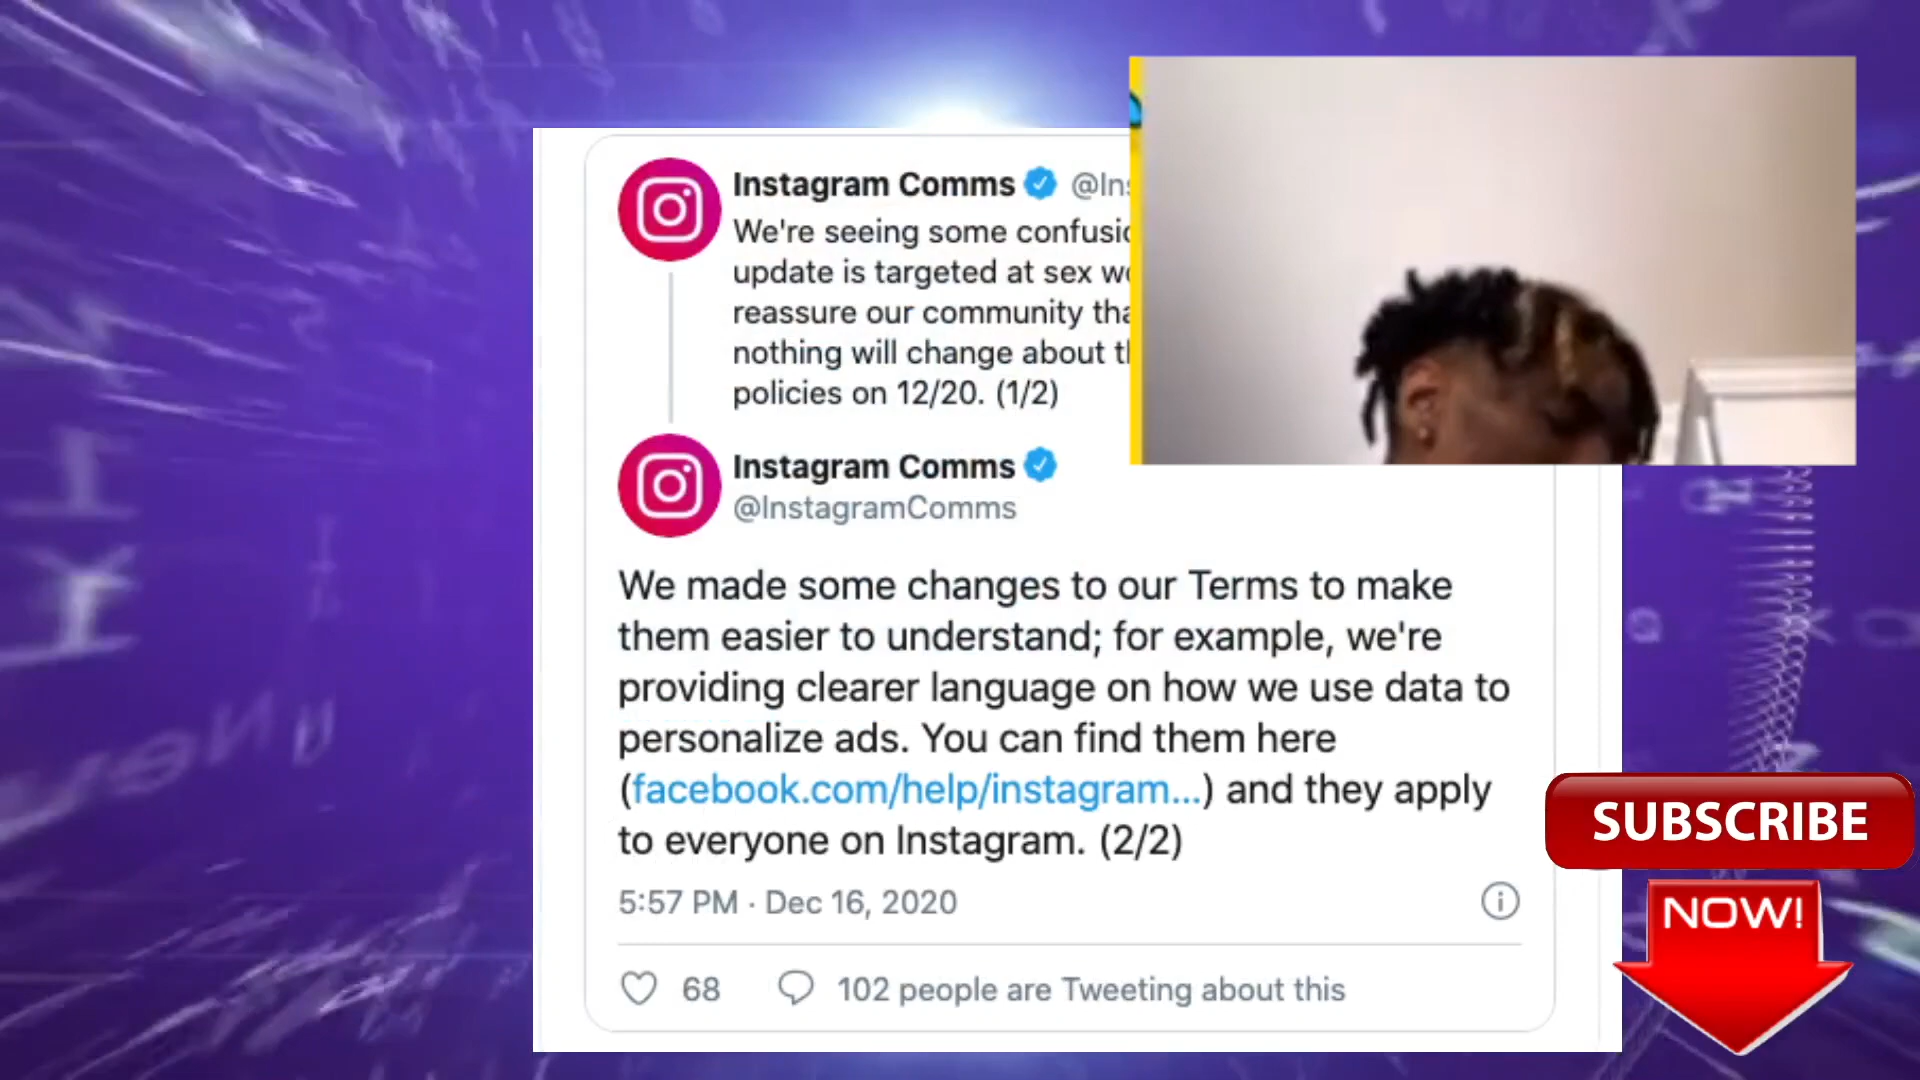 Instagram Comms
We're seeing some
update is targeted at sex
reassure our community
nothing will change about
policies on 12/20. (1/2)
Instagram Comms
@InstagramComms
We made some changes to our Terms to make
them easier to understand; for example, we're
providing clearer language on how we use data to
personalize ads. You can find them here
(facebook.com/help/instagram...) and they apply
to everyone on Instagram. (2/2)
5:57 PM · Dec 16, 2020
68 102 people are Tweeting about this
SUBSCRIBE
NOW!